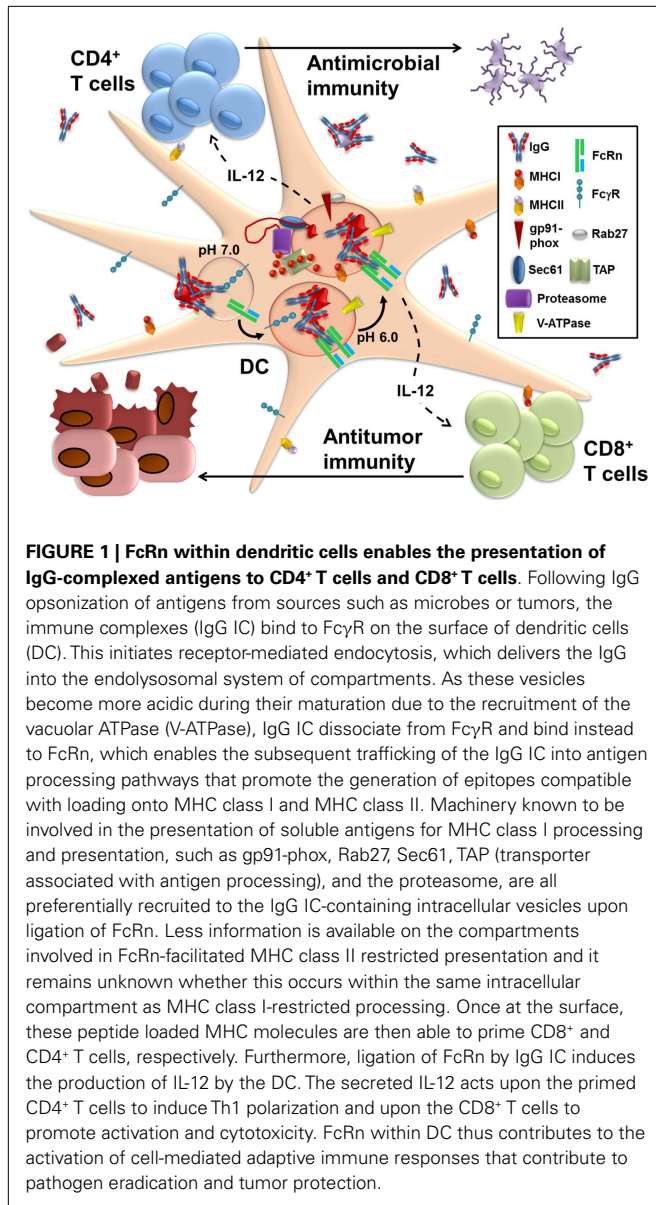 CD4⁺
T cells
Antimicrobial
immunity
IL-12
IgG
FcRn
MHCI
MHCII
FcγR
gp91-
phox
Rab27
Sec61
TAP
Proteasome
V-ATPase
pH 7.0
pH 6.0
DC
IL-12
Antitumor
immunity
CD8⁺
T cells
FIGURE 1 | FcRn within dendritic cells enables the presentation of
IgG-complexed antigens to CD4⁺ T cells and CD8⁺ T cells. Following IgG
opsonization of antigens from sources such as microbes or tumors, the
immune complexes (IgG IC) bind to FcγR on the surface of dendritic cells
(DC). This initiates receptor-mediated endocytosis, which delivers the IgG
into the endolysosomal system of compartments. As these vesicles
become more acidic during their maturation due to the recruitment of the
vacuolar ATPase (V-ATPase), IgG IC dissociate from FcγR and bind instead
to FcRn, which enables the subsequent trafficking of the IgG IC into antigen
processing pathways that promote the generation of epitopes compatible
with loading onto MHC class I and MHC class II. Machinery known to be
involved in the presentation of soluble antigens for MHC class I processing
and presentation, such as gp91-phox, Rab27, Sec61, TAP (transporter
associated with antigen processing), and the proteasome, are all
preferentially recruited to the IgG IC-containing intracellular vesicles upon
ligation of FcRn. Less information is available on the compartments
involved in FcRn-facilitated MHC class II restricted presentation and it
remains unknown whether this occurs within the same intracellular
compartment as MHC class I-restricted processing. Once at the surface,
these peptide loaded MHC molecules are then able to prime CD8⁺ and
CD4⁺ T cells, respectively. Furthermore, ligation of FcRn by IgG IC induces
the production of IL-12 by the DC. The secreted IL-12 acts upon the primed
CD4⁺ T cells to induce Th1 polarization and upon the CD8⁺ T cells to
promote activation and cytotoxicity. FcRn within DC thus contributes to the
activation of cell-mediated adaptive immune responses that contribute to
pathogen eradication and tumor protection.